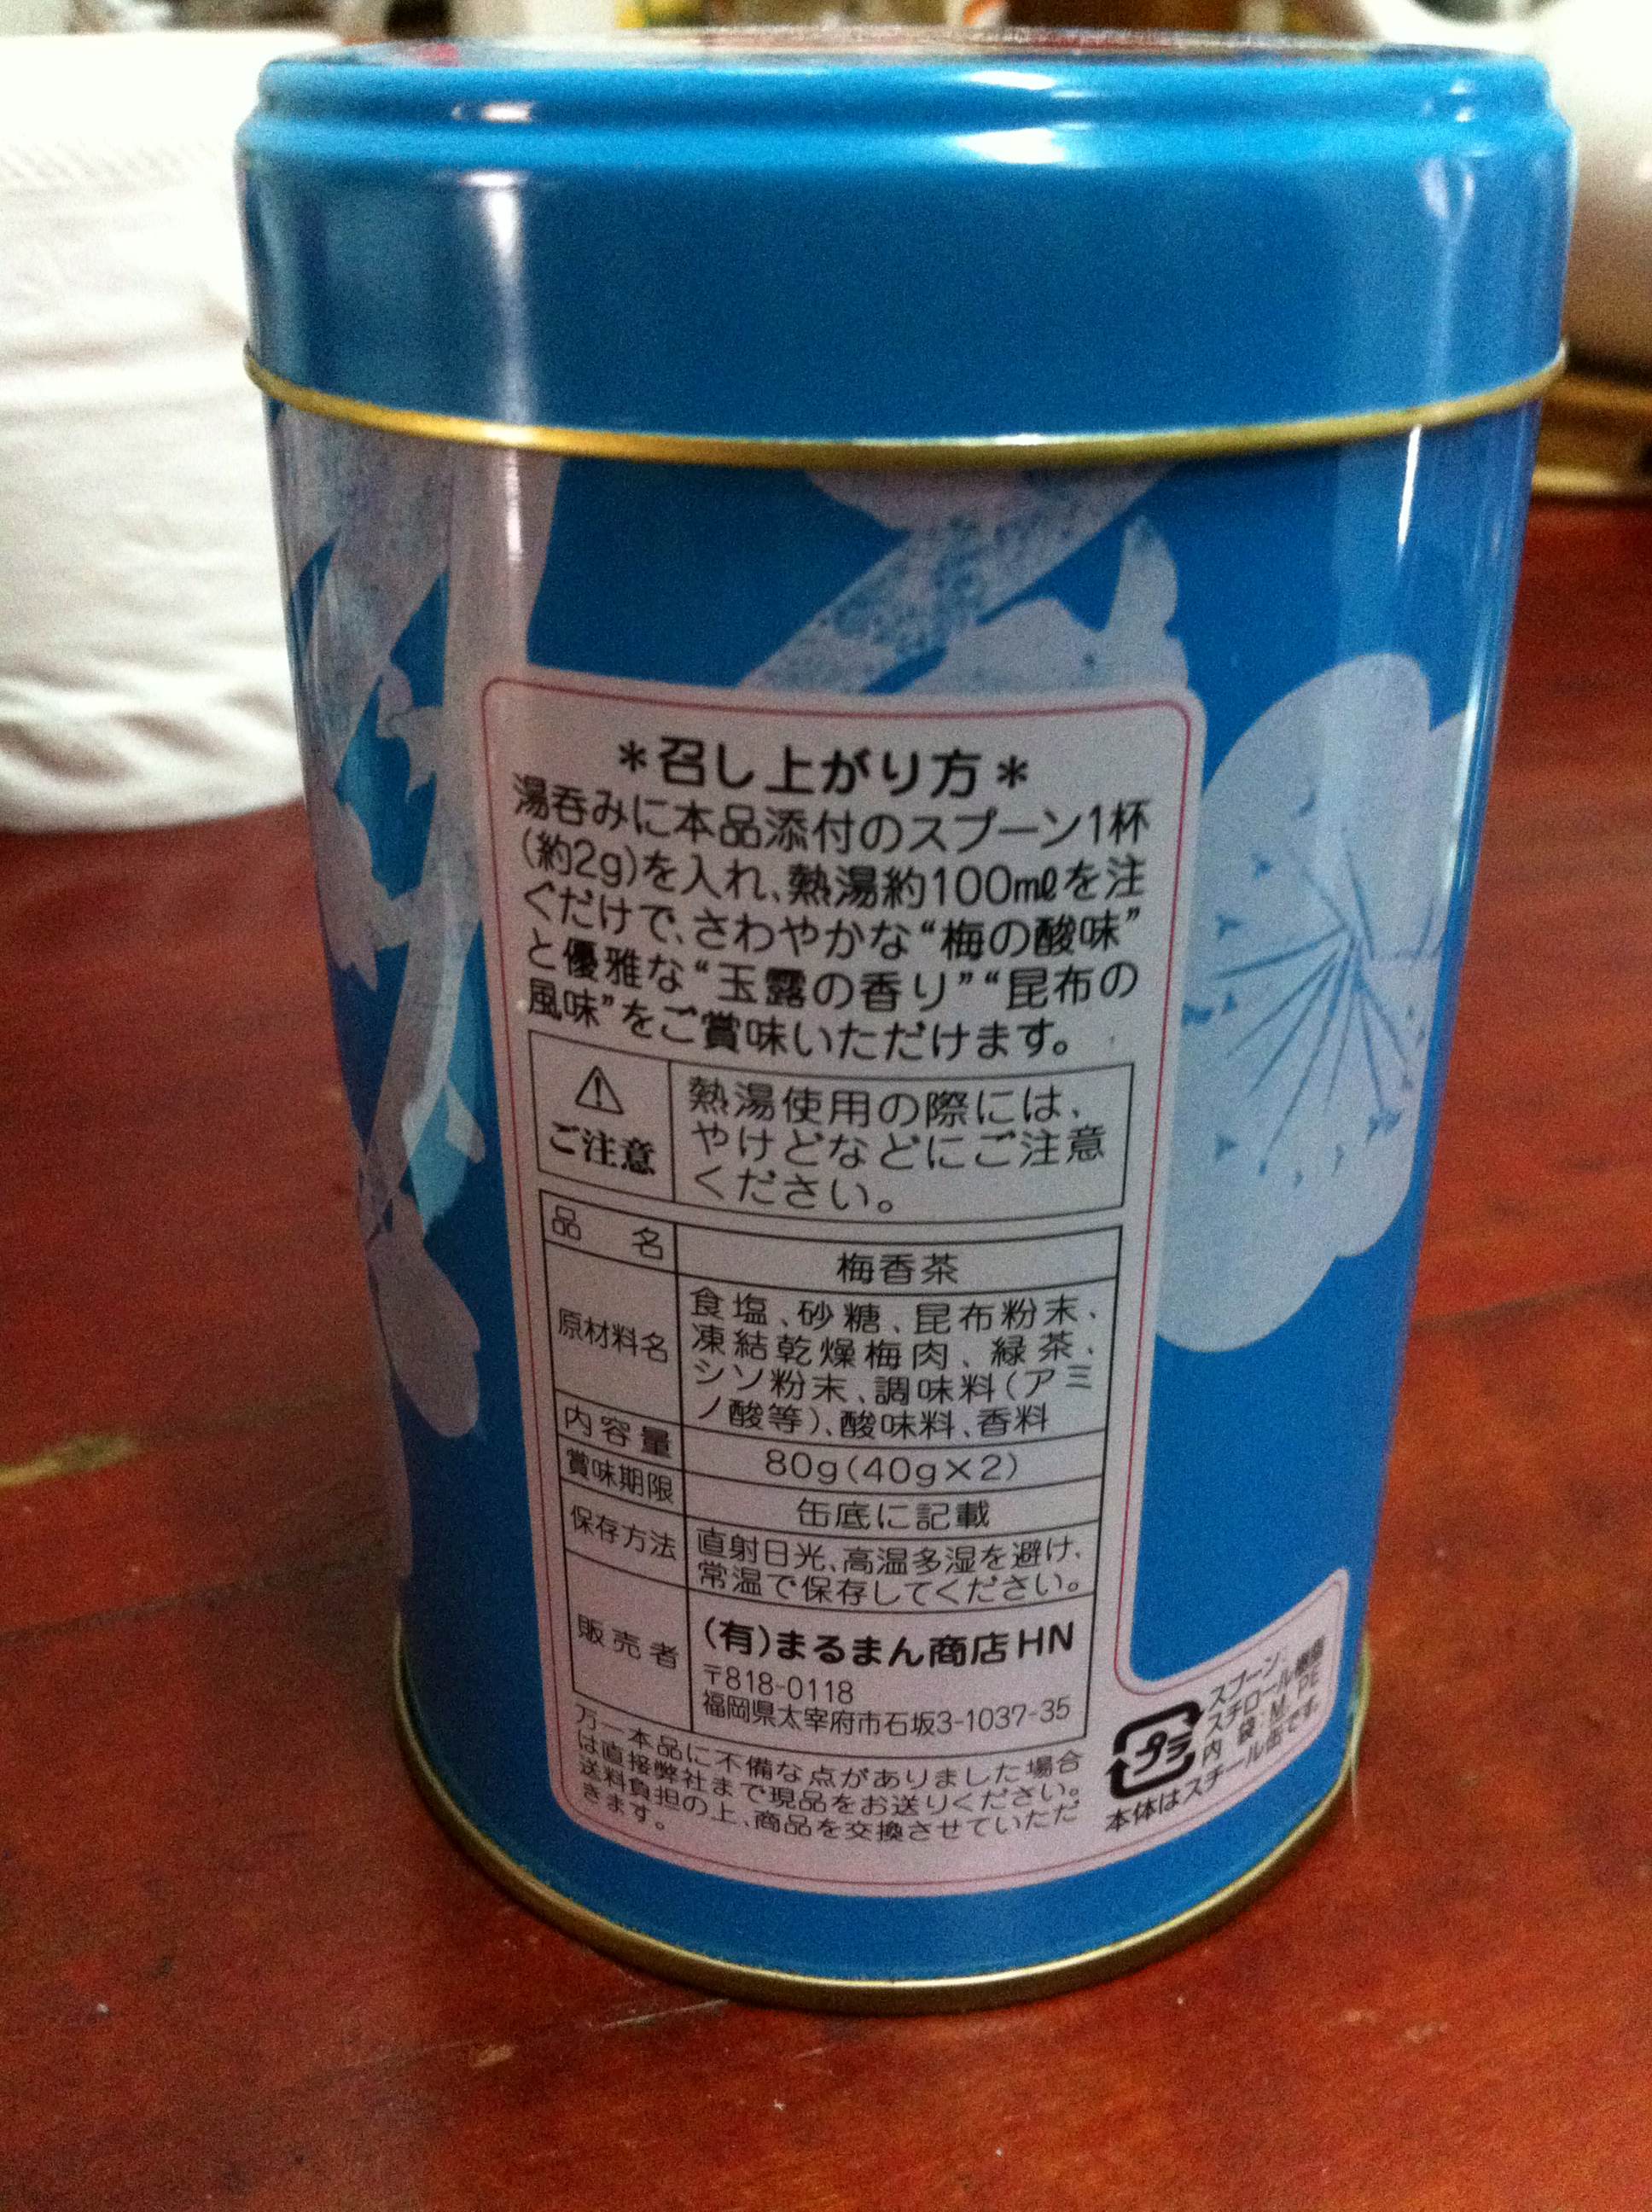 ＊召し上がり方＊
湯呑みに本品添付のスプーン1杯
(約2g)を入れ、熱湯約100mlを注
ぐだけで、さわやかな“梅の酸味”
と優雅な“玉露の香り”“昆布の
風味”をご賞味いただけます。
ご注意
熱湯使用の際には、
やけどなどにご注意
ください。
品名
梅香茶
原材料名
食塩、砂糖、昆布粉末、
凍結乾燥梅肉、緑茶、
シソ粉末、調味料(アミ
ノ酸等)、酸味料、香料
内容量
80g(40g×2)
賞味期限
缶底に記載
保存方法
直射日光、高温多湿を避け、
常温で保存してください。
販売者
(有)まるまん商店HN
〒818-0118
福岡県太宰府市石坂3-1037-35
万一本品に不備な点がありました場合
は直接弊社まで現品をお送りください。
送料負担の上、商品を交換させていただ
きます。
プラ
スプーン:
スチロール樹脂
内袋:M、PE
本体はスチール缶です。